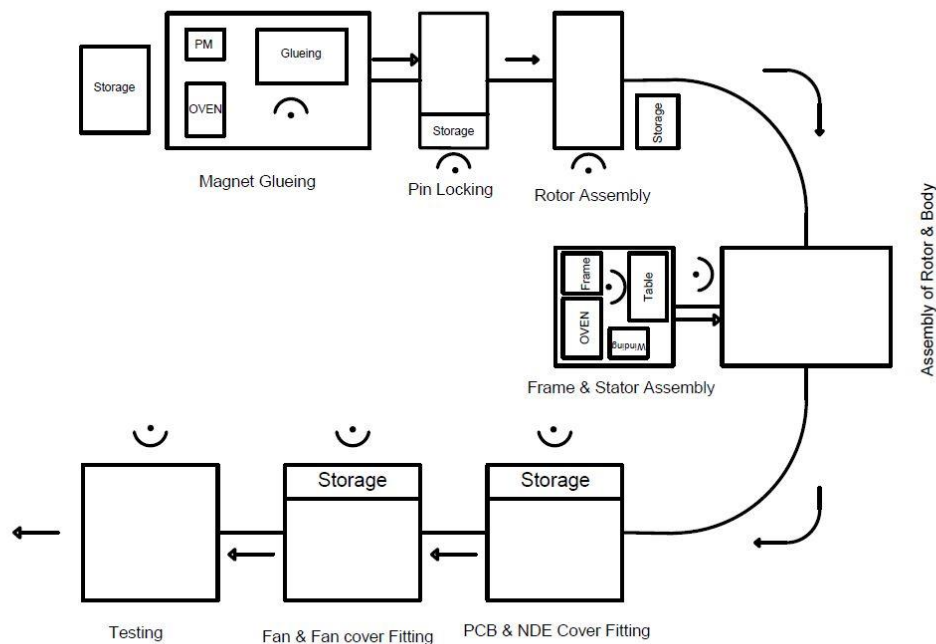 Storage
PM
OVEN
Glueing
Magnet Glueing
Storage
Pin Locking
Rotor Assembly
Storage
Frame
OVEN
Table
Winding
Frame & Stator Assembly
Assembly of Rotor & Body
Testing
Storage
Fan & Fan cover Fitting
Storage
PCB & NDE Cover Fitting